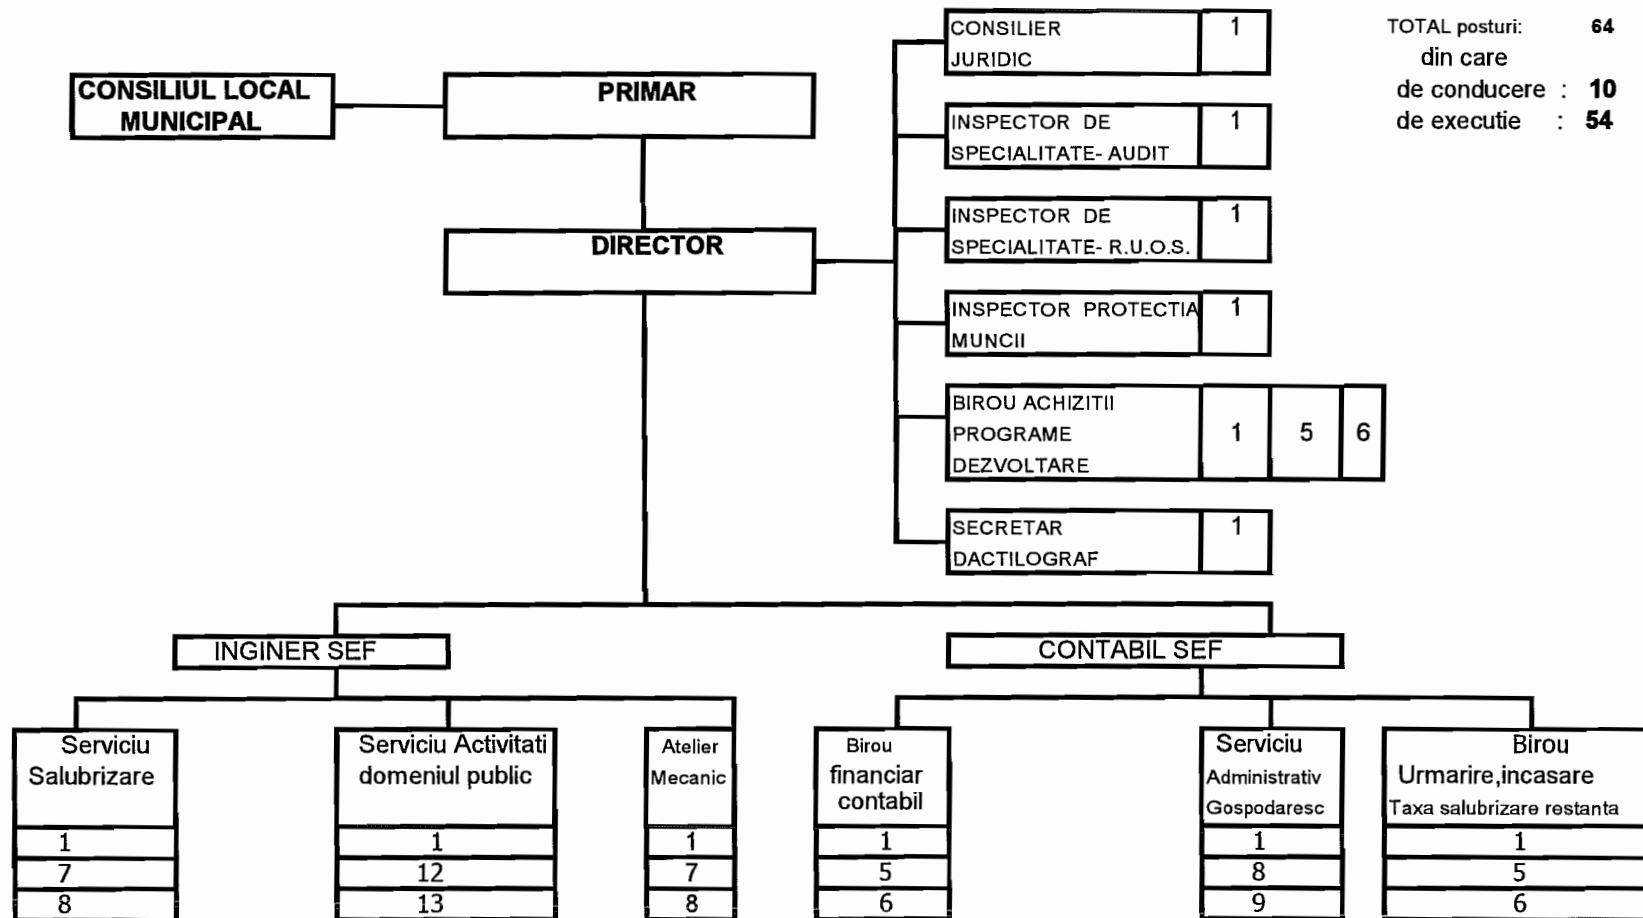 CONSILIER 1
JURIDIC
TOTAL posturi: 64
din care
de conducere : 10
de executie : 54
CONSILIUL LOCAL
MUNICIPAL
PRIMAR
INSPECTOR DE 1
SPECIALITATE- AUDIT
INSPECTOR DE 1
SPECIALITATE- R.U.O.S.
DIRECTOR
INSPECTOR PROTECTIA 1
MUNCII
BIROU ACHIZITII
PROGRAME 1 5 6
DEZVOLTARE
SECRETAR 1
DACTILOGRAF
INGINER SEF
CONTABIL SEF
Serviciu
Salubrizare
1
7
8
Serviciu Activitati
domeniul public
1
12
13
Atelier
Mecanic
1
7
8
Birou
financiar
contabil
1
5
6
Serviciu
Administrativ
Gospodaresc
1
8
9
Birou
Urmarire,incasare
Taxa salubrizare restanta
1
5
6